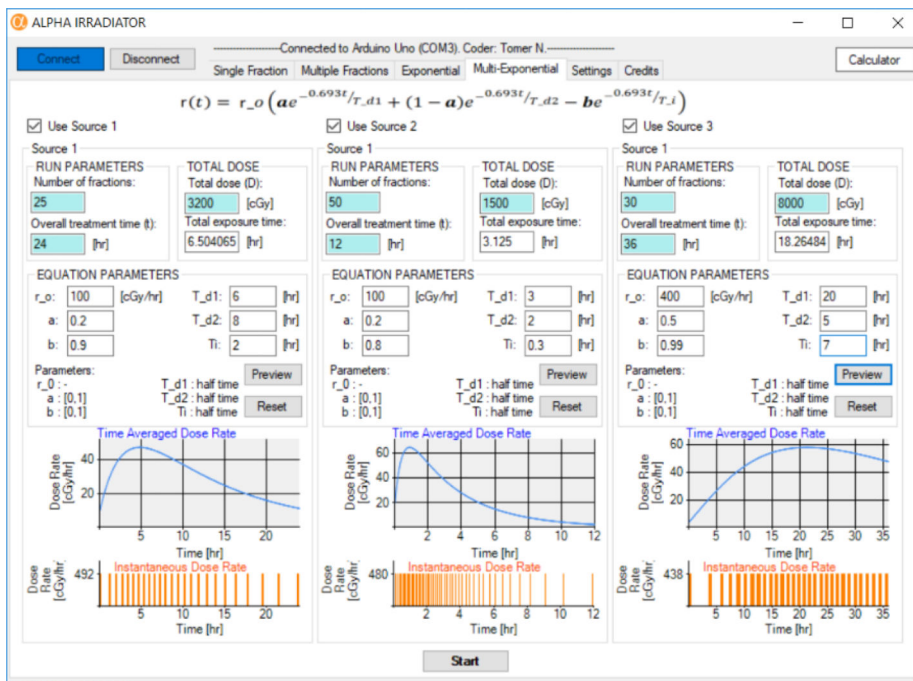 ALPHA IRRADIATOR
Connect Disconnect --------------------Connected to Arduino Uno (COM3). Coder: Tomer N.-------------------- Calculator
Single Fraction Multiple Fractions Exponential Multi-Exponential Settings Credits
r(t) = r_o(ae^{-0.693t/T_d1} + (1 − a)e^{-0.693t/T_d2} − be^{-0.693t/T_i})
Use Source 1
Source 1
RUN PARAMETERS
Number of fractions:
25
Overall treatment time (t):
24 [hr]
TOTAL DOSE
Total dose (D):
3200 [cGy]
Total exposure time:
6.504065 [hr]
EQUATION PARAMETERS
r_o: 100 [cGy/hr] T_d1: 6 [hr]
a: 0.2 T_d2: 8 [hr]
b: 0.9 Ti: 2 [hr]
Parameters:
r_0 : -
a : [0,1]
b : [0,1]
T_d1 : half time
T_d2 : half time
Ti : half time
Preview
Reset
Time Averaged Dose Rate
Dose Rate
[cGy/hr]
40
20
5 10 15 20
Time [hr]
Instantaneous Dose Rate
Dose
Rate
[cGy/hr.
492
5 10 15 20
Time [hr]
Use Source 2
Source 1
RUN PARAMETERS
Number of fractions:
50
Overall treatment time (t):
12 [hr]
TOTAL DOSE
Total dose (D):
1500 [cGy]
Total exposure time:
3.125 [hr]
EQUATION PARAMETERS
r_o: 100 [cGy/hr] T_d1: 3 [hr]
a: 0.2 T_d2: 2 [hr]
b: 0.8 Ti: 0.3 [hr]
Parameters:
r_0 : -
a : [0,1]
b : [0,1]
T_d1 : half time
T_d2 : half time
Ti : half time
Preview
Reset
Time Averaged Dose Rate
Dose Rate
[cGy/hr]
60
40
20
2 4 6 8 10 12
Time [hr]
Instantaneous Dose Rate
Dose
Rate
[cGy/hr.
480
2 4 6 8 10 12
Time [hr]
Use Source 3
Source 1
RUN PARAMETERS
Number of fractions:
30
Overall treatment time (t):
36 [hr]
TOTAL DOSE
Total dose (D):
8000 [cGy]
Total exposure time:
18.26484 [hr]
EQUATION PARAMETERS
r_o: 400 [cGy/hr] T_d1: 20 [hr]
a: 0.5 T_d2: 5 [hr]
b: 0.99 Ti: 7 [hr]
Parameters:
r_0 : -
a : [0,1]
b : [0,1]
T_d1 : half time
T_d2 : half time
Ti : half time
Preview
Reset
Time Averaged Dose Rate
Dose Rate
[cGy/hr]
60
40
20
5 10 15 20 25 30 35
Time [hr]
Instantaneous Dose Rate
Dose
Rate
[cGy/hr.
438
5 10 15 20 25 30 35
Time [hr]
Start